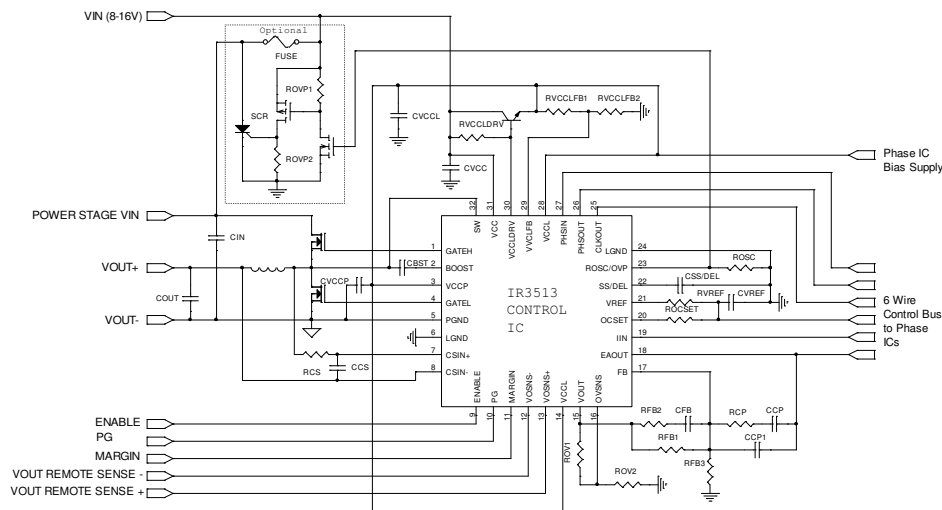 VIN (8-16V)
Optional
FUSE
ROVP1
SCR
ROVP2
CVCCL
RVCCLFB1
RVCCLFB2
RVCCLDRV
CVCC
Phase IC
Bias Supply
POWER STAGE VIN
CIN
VOUT+
COUT
VOUT-
CVCCP
CBST
RCS
CCS
32
31
30
29
28
27
26
25
SW
VCC
VCCLDRV
VVCLFB
VCCL
PHSIN
PHSOUT
CLKOUT
1
GATEH
2
BOOST
3
VCCP
4
GATEL
5
PGND
6
LGND
7
CSIN+
8
CSIN-
IR3513
CONTROL
IC
LGND
24
ROSC/OVP
23
SS/DEL
22
VREF
21
OCSET
20
IIN
19
EAOUT
18
FB
17
ENABLE
PG
MARGIN
VOSNS-
VOSNS+
VCCL
VOUT
OVSNS
9
10
11
12
13
14
15
16
ROSC
CSS/DEL
RVREF
CVREF
ROCSET
6 Wire
Control Bus
to Phase
ICs
RFB2
CFB
RCP
CCP
RFB1
CCP1
RFB3
ROV1
ROV2
ENABLE
PG
MARGIN
VOUT REMOTE SENSE -
VOUT REMOTE SENSE +